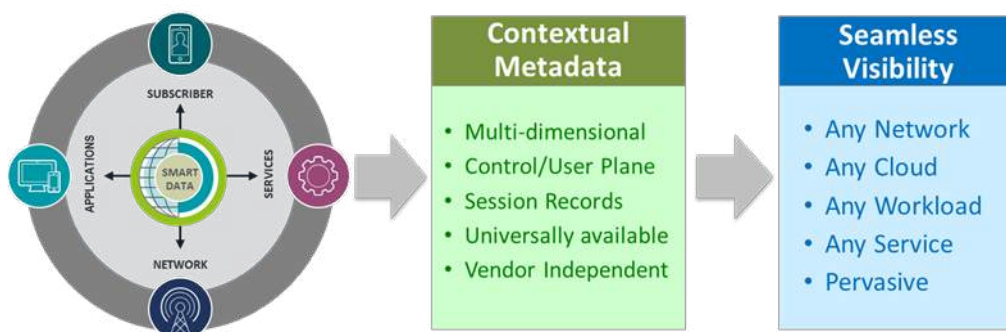 SUBSCRIBER
APPLICATIONS
SMART
DATA
SERVICES
NETWORK
Contextual
Metadata
• Multi-dimensional
• Control/User Plane
• Session Records
• Universally available
• Vendor Independent
Seamless
Visibility
• Any Network
• Any Cloud
• Any Workload
• Any Service
• Pervasive